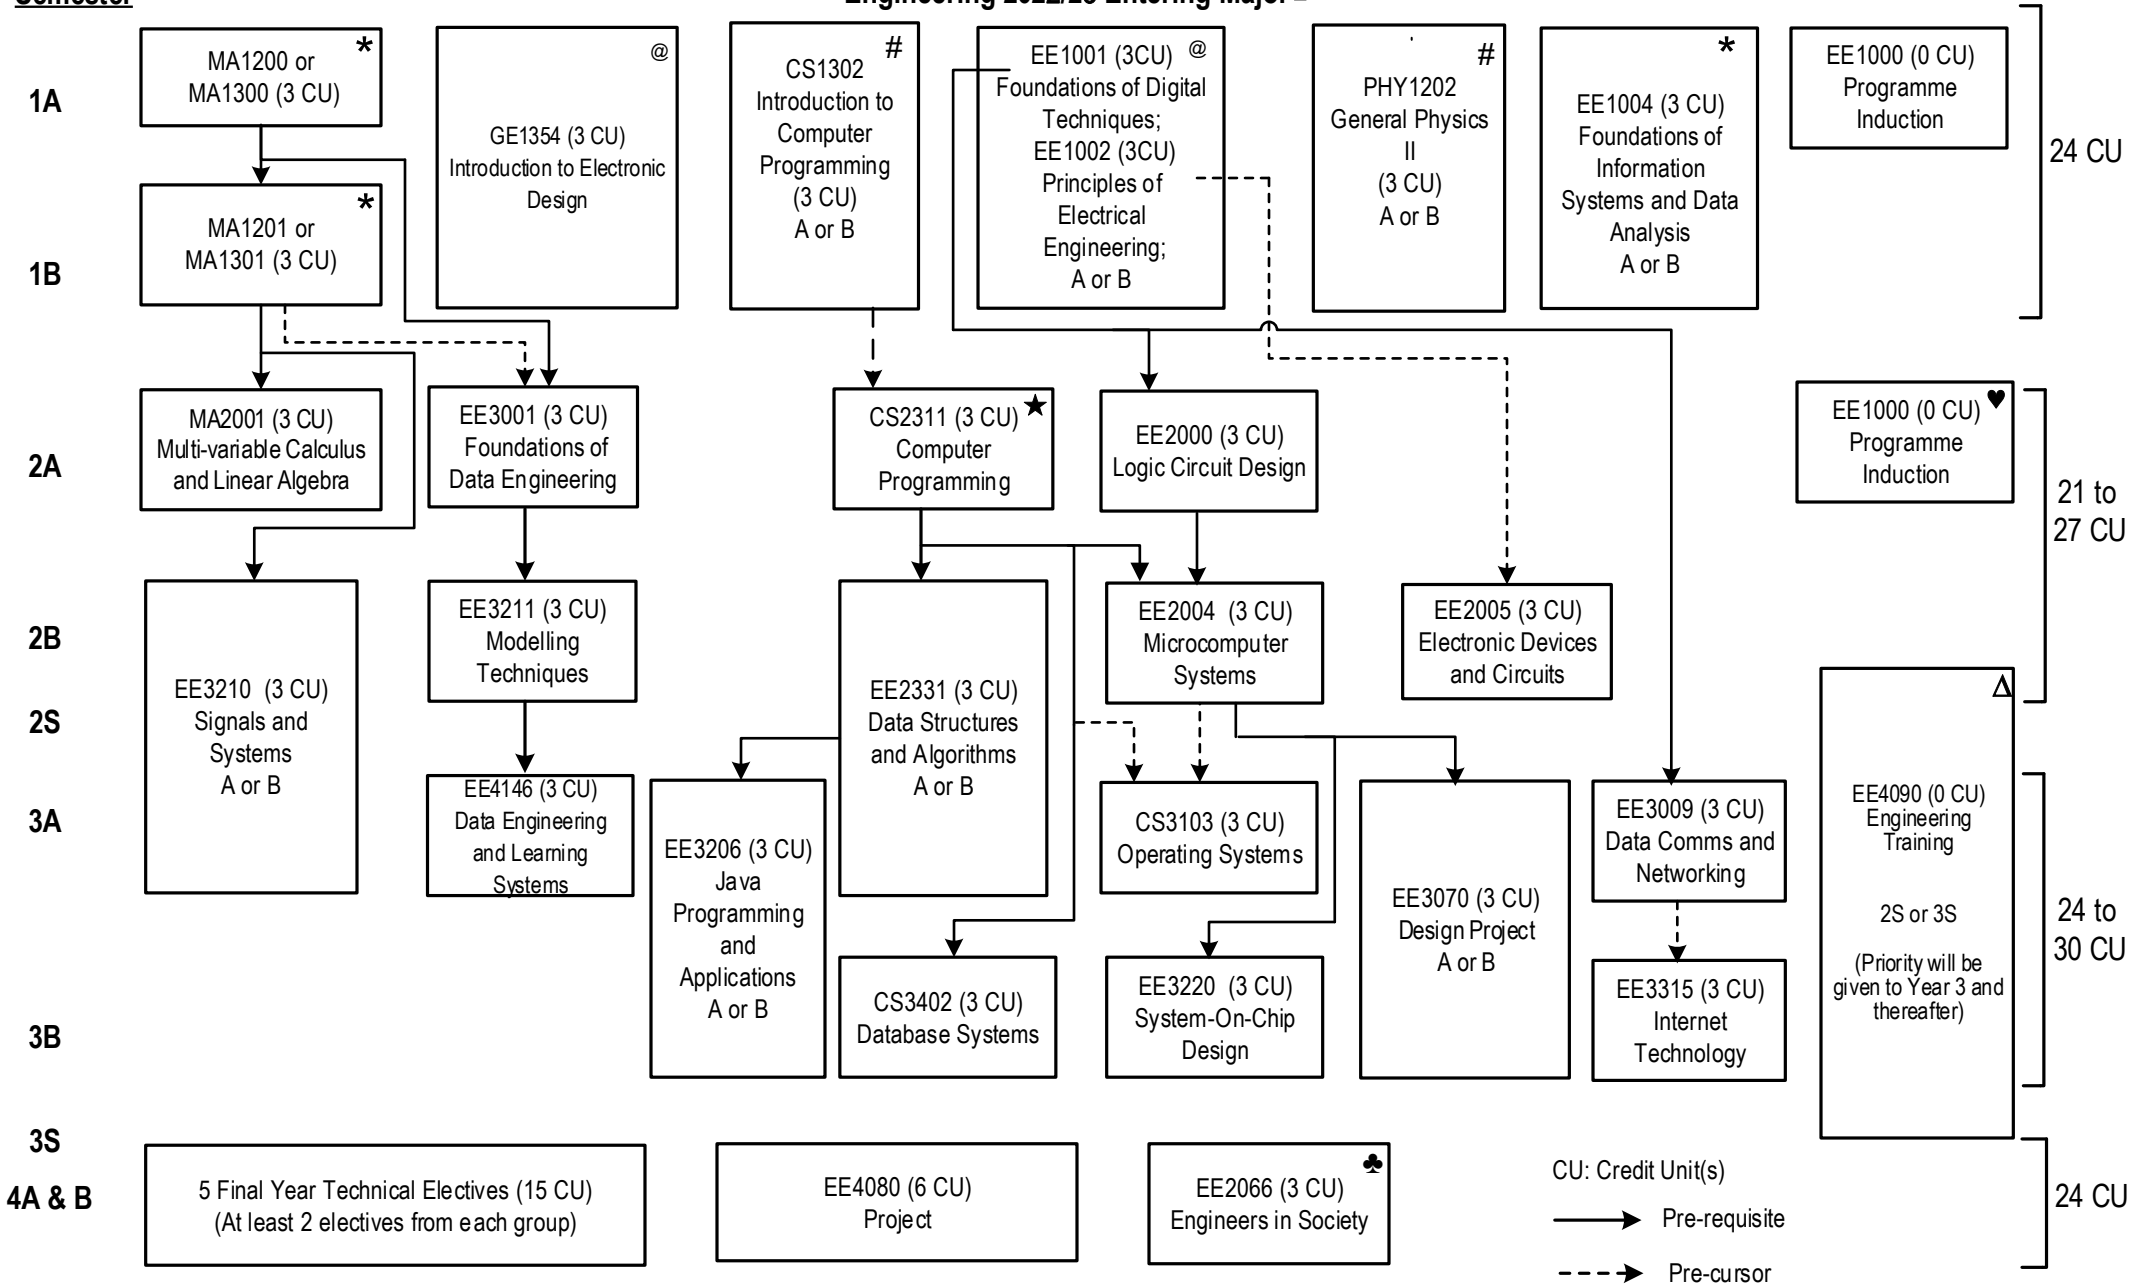 Semester
Engineering 2022/23 Entering Major
1A
MA1200 or
MA1300 (3 CU)
*
@
GE1354 (3 CU)
Introduction to Electronic
Design
#
CS1302
Introduction to
Computer
Programming
(3 CU)
A or B
EE1001 (3CU)
@
Foundations of Digital
Techniques;
EE1002 (3CU)
Principles of
Electrical
Engineering;
A or B
#
PHY1202
General Physics
II
(3 CU)
A or B
*
EE1004 (3 CU)
Foundations of
Information
Systems and Data
Analysis
A or B
EE1000 (0 CU)
Programme
Induction
24 CU
1B
*
MA1201 or
MA1301 (3 CU)
2A
MA2001 (3 CU)
Multi-variable Calculus
and Linear Algebra
EE3001 (3 CU)
Foundations of
Data Engineering
CS2311 (3 CU) ★
Computer
Programming
EE2000 (3 CU)
Logic Circuit Design
EE1000 (0 CU) ♥
Programme
Induction
21 to
27 CU
2B
2S
EE3210 (3 CU)
Signals and
Systems
A or B
EE3211 (3 CU)
Modelling
Techniques
EE2331 (3 CU)
Data Structures
and Algorithms
A or B
EE2004 (3 CU)
Microcomputer
Systems
EE2005 (3 CU)
Electronic Devices
and Circuits
Δ
EE4090 (0 CU)
Engineering
Training
2S or 3S
(Priority will be
given to Year 3 and
thereafter)
3A
EE4146 (3 CU)
Data Engineering
and Learning
Systems
EE3206 (3 CU)
Java
Programming
and
Applications
A or B
CS3103 (3 CU)
Operating Systems
EE3070 (3 CU)
Design Project
A or B
EE3009 (3 CU)
Data Comms and
Networking
24 to
30 CU
3B
CS3402 (3 CU)
Database Systems
EE3220 (3 CU)
System-On-Chip
Design
EE3315 (3 CU)
Internet
Technology
3S
4A & B
5 Final Year Technical Electives (15 CU)
(At least 2 electives from each group)
EE4080 (6 CU)
Project
♣
EE2066 (3 CU)
Engineers in Society
CU: Credit Unit(s)
Pre-requisite
Pre-cursor
24 CU